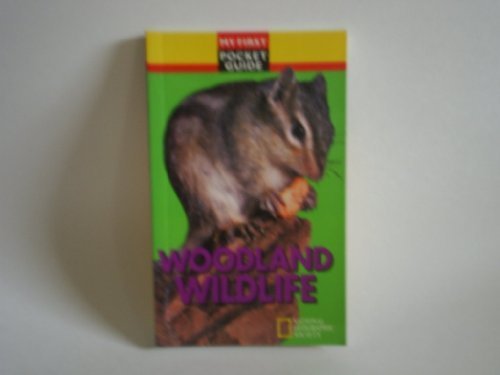 MY FIRST
POCKET
GUIDE
WOODLAND
WILDLIFE
NATIONAL
GEOGRAPHIC
SOCIETY